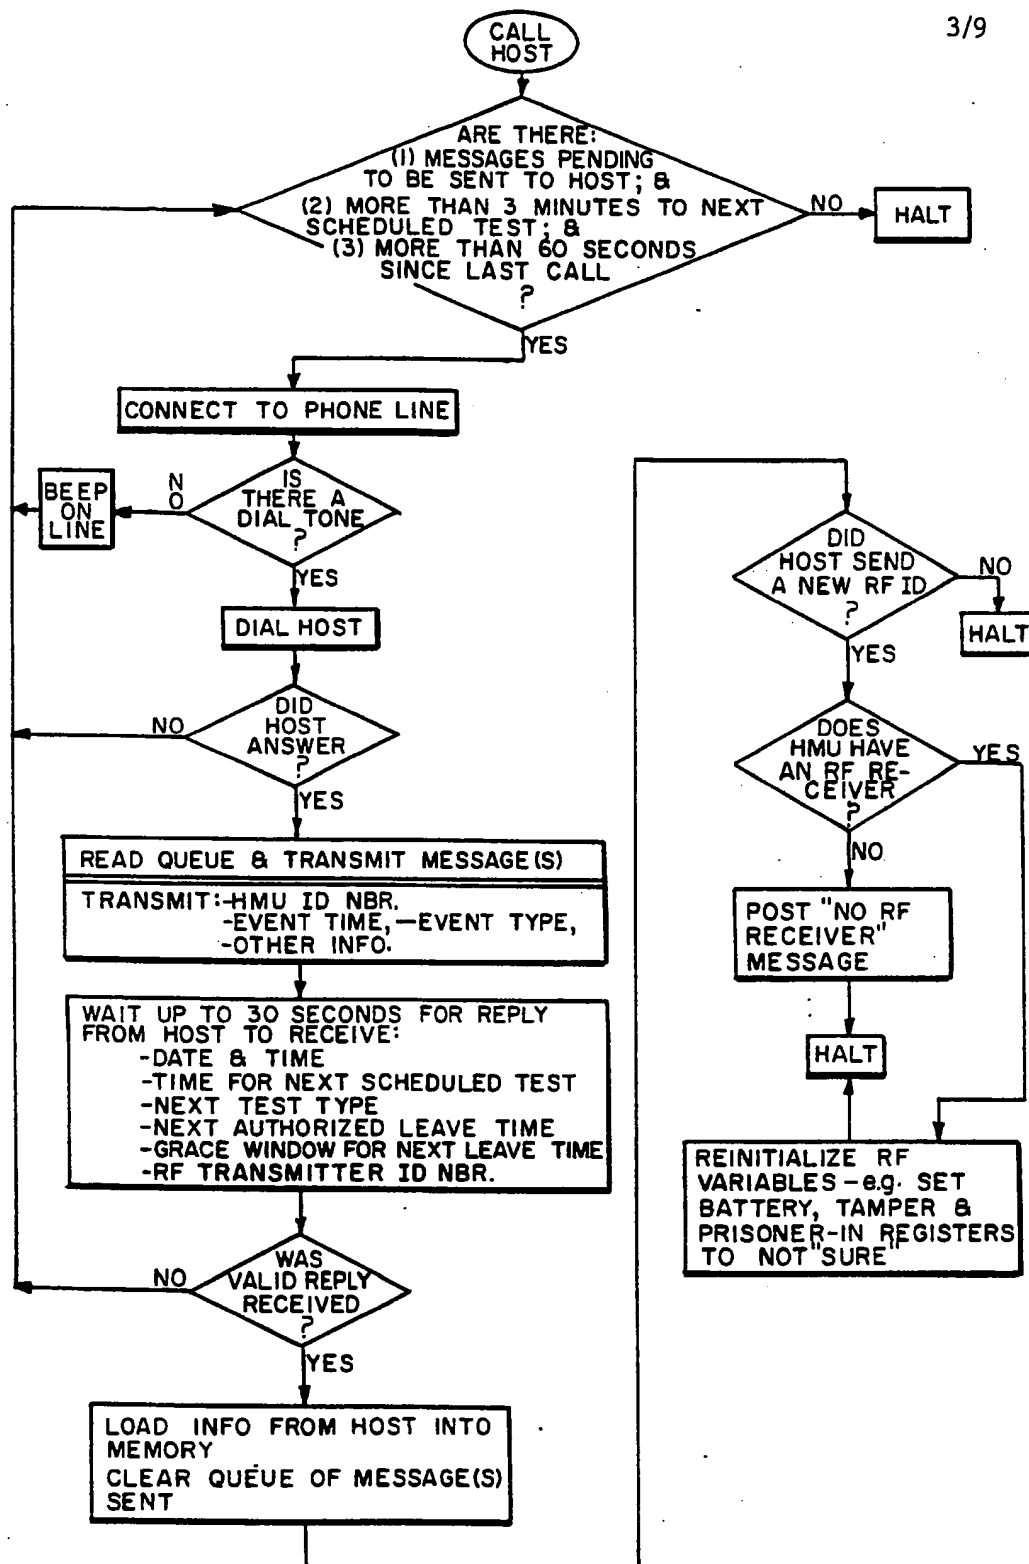 3/9
CALL
HOST
ARE THERE:
(1) MESSAGES PENDING
TO BE SENT TO HOST; &
(2) MORE THAN 3 MINUTES TO NEXT
SCHEDULED TEST; &
(3) MORE THAN 60 SECONDS
SINCE LAST CALL
?
NO
HALT
YES
CONNECT TO PHONE LINE
IS
THERE A
DIAL TONE
?
N
O
BEEP
ON
LINE
YES
DIAL HOST
DID
HOST
ANSWER
?
NO
YES
READ QUEUE & TRANSMIT MESSAGE(S)
TRANSMIT:-HMU ID NBR.
-EVENT TIME,—EVENT TYPE,
-OTHER INFO.
WAIT UP TO 30 SECONDS FOR REPLY
FROM HOST TO RECEIVE:
-DATE & TIME
-TIME FOR NEXT SCHEDULED TEST
-NEXT TEST TYPE
-NEXT AUTHORIZED LEAVE TIME
-GRACE WINDOW FOR NEXT LEAVE TIME
-RF TRANSMITTER ID NBR.
WAS
VALID REPLY
RECEIVED
?
NO
YES
LOAD INFO FROM HOST INTO
MEMORY
CLEAR QUEUE OF MESSAGE(S)
SENT
DID
HOST SEND
A NEW RF ID
?
NO
HALT
YES
DOES
HMU HAVE
AN RF RE-
CEIVER
?
YES
NO
POST "NO RF
RECEIVER"
MESSAGE
HALT
REINITIALIZE RF
VARIABLES-e.g. SET
BATTERY, TAMPER &
PRISONER-IN REGISTERS
TO NOT"SURE"